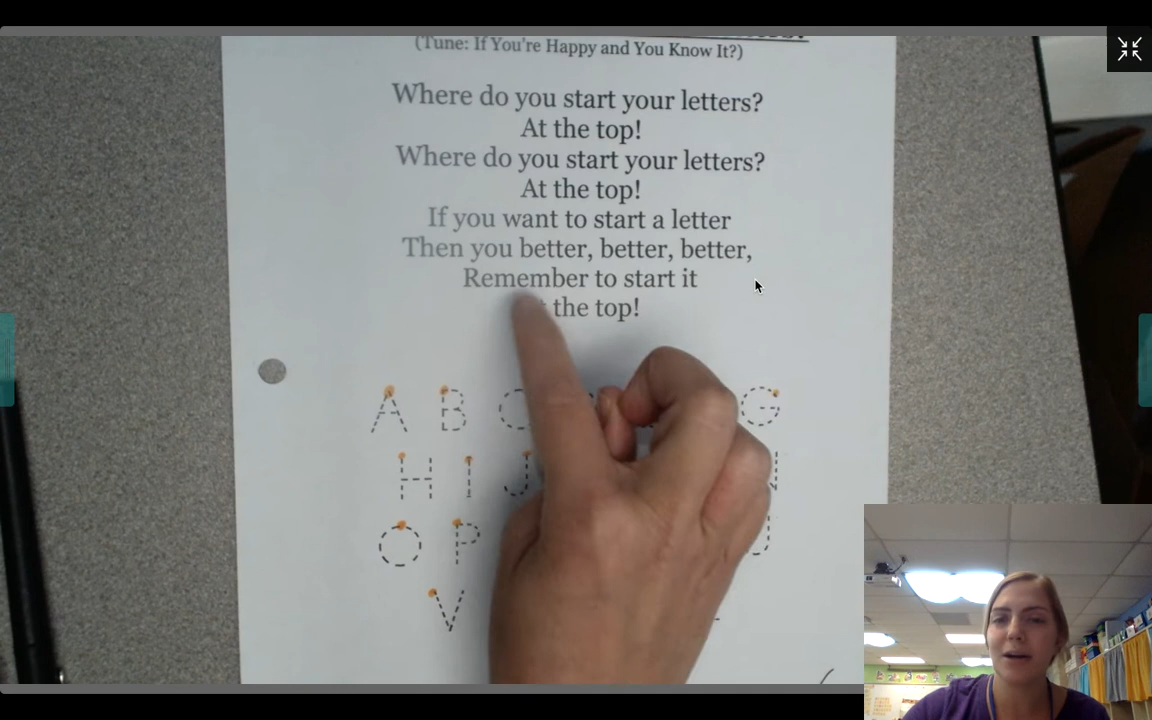 (Tune: If You're Happy and You Know It?)
Where do you start your letters?
At the top!
Where do you start your letters?
At the top!
If you want to start a letter
Then you better, better, better,
Remember to start it
the top!
A B C G
H I J
O P
V